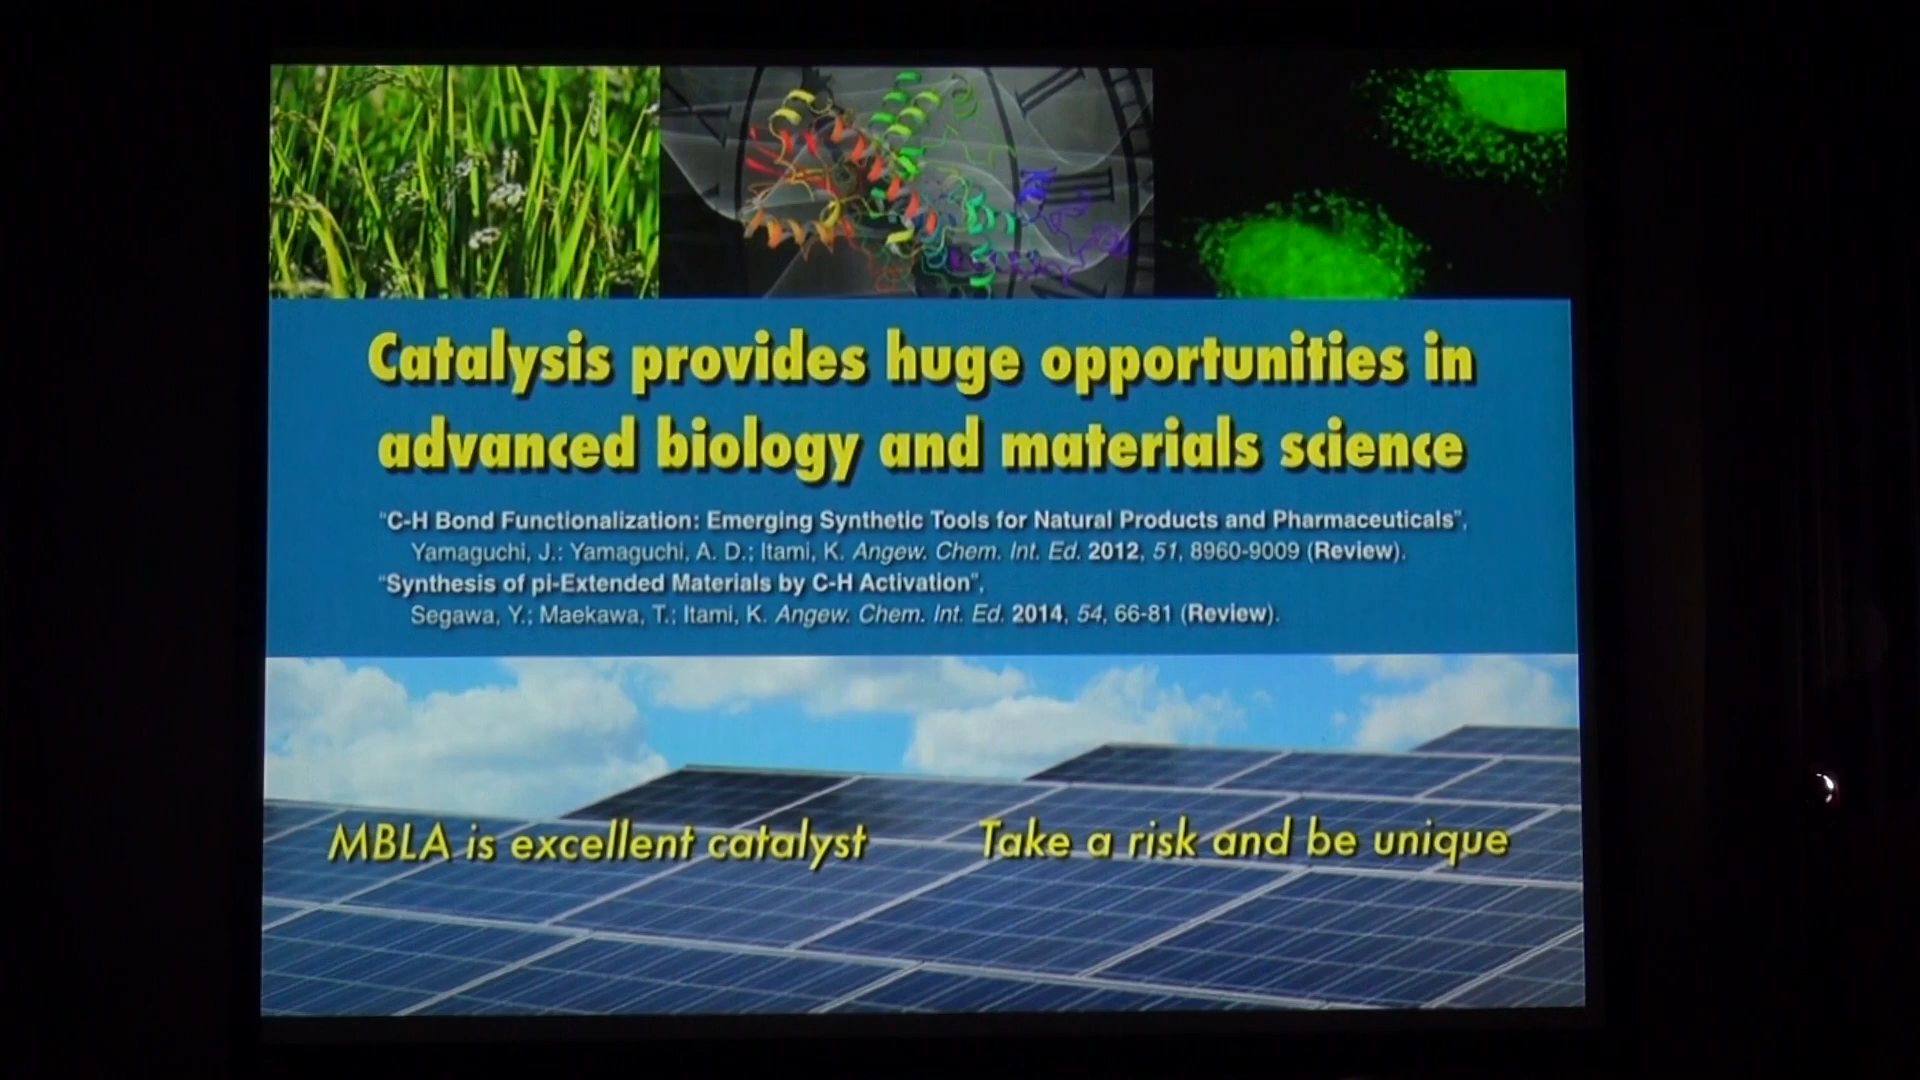 Catalysis provides huge opportunities in
advanced biology and materials science
"C-H Bond Functionalization: Emerging Synthetic Tools for Natural Products and Pharmaceuticals",
Yamaguchi, J.; Yamaguchi, A. D.; Itami, K. Angew. Chem. Int. Ed. 2012, 51, 8960-9009 (Review).
"Synthesis of pi-Extended Materials by C-H Activation",
Segawa, Y.; Maekawa, T.; Itami, K. Angew. Chem. Int. Ed. 2014, 54, 66-81 (Review).
MBLA is excellent catalyst
Take a risk and be unique